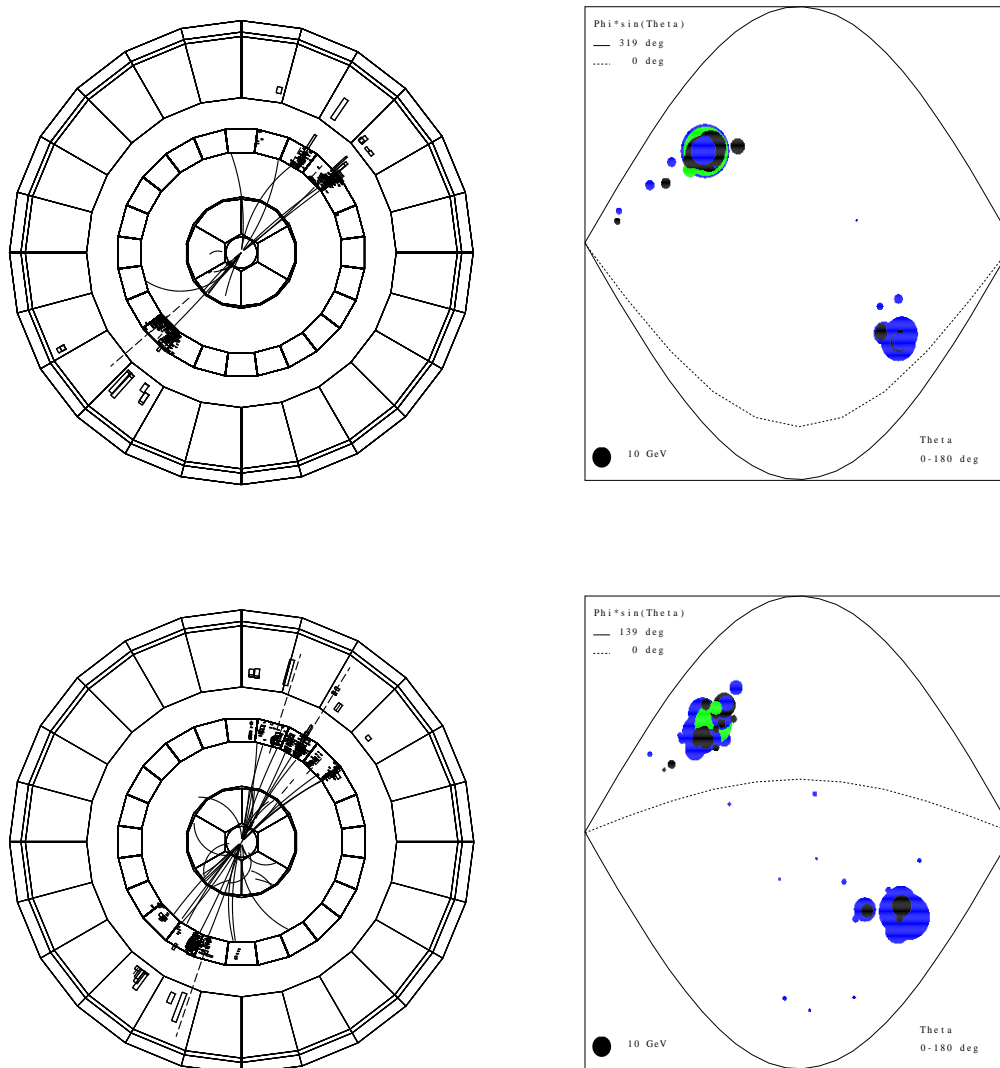 Phi*sin(Theta)
319 deg
0 deg
10 GeV
Theta
0-180 deg
Phi*sin(Theta)
139 deg
0 deg
10 GeV
Theta
0-180 deg